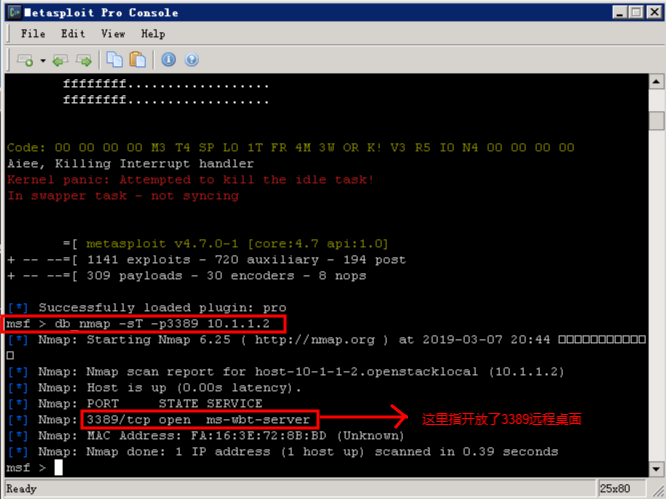 Metasploit Pro Console
File Edit View Help
ffffffff..................
ffffffff..................
Code: 00 00 00 00 M3 T4 SP L0 1T FR 4M 3W OR K! V3 R5 I0 N4 00 00 00 00
Aiee, Killing Interrupt handler
Kernel panic: Attempted to kill the idle task!
In swapper task - not syncing
=[ metasploit v4.7.0-1 [core:4.7 api:1.0]
+ -- --=[ 1141 exploits - 720 auxiliary - 194 post
+ -- --=[ 309 payloads - 30 encoders - 8 nops
[*] Successfully loaded plugin: pro
msf > db_nmap -sT -p3389 10.1.1.2
[*] Nmap: Starting Nmap 6.25 ( http://nmap.org ) at 2019-03-07 20:44
[*] Nmap: Nmap scan report for host-10-1-1-2.openstacklocal (10.1.1.2)
[*] Nmap: Host is up (0.00s latency).
[*] Nmap: PORT STATE SERVICE
[*] Nmap: 3389/tcp open ms-wbt-server 这里指开放了3389远程桌面
[*] Nmap: MAC Address: FA:16:3E:72:8B:BD (Unknown)
[*] Nmap: Nmap done: 1 IP address (1 host up) scanned in 0.39 seconds
msf >
Ready 25x80